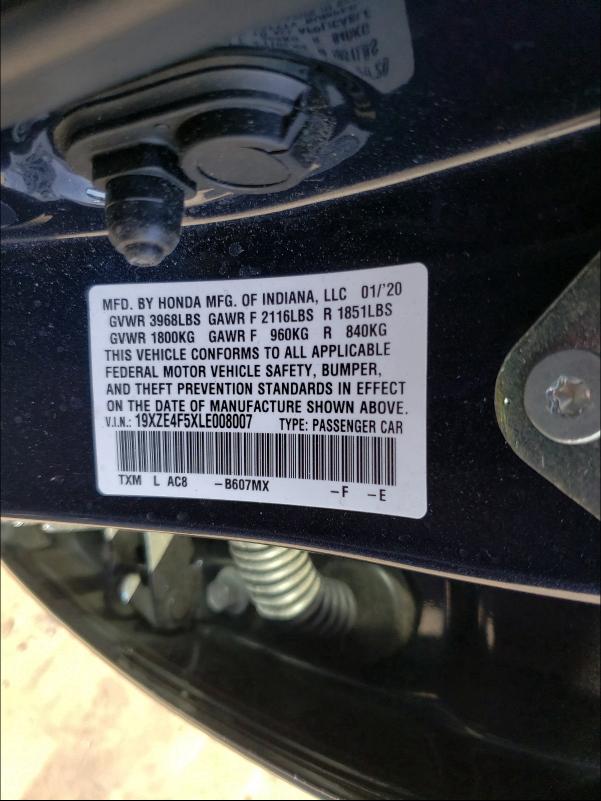 MFD. BY HONDA MFG. OF INDIANA, LLC 01/'20
GVWR 3968LBS GAWR F 2116LBS R 1851LBS
GVWR 1800KG GAWR F 960KG R 840KG
THIS VEHICLE CONFORMS TO ALL APPLICABLE
FEDERAL MOTOR VEHICLE SAFETY, BUMPER,
AND THEFT PREVENTION STANDARDS IN EFFECT
ON THE DATE OF MANUFACTURE SHOWN ABOVE.
V.I.N.: 19XZE4F5XLE008007 TYPE: PASSENGER CAR
TXM L AC8 -B607MX -F -E